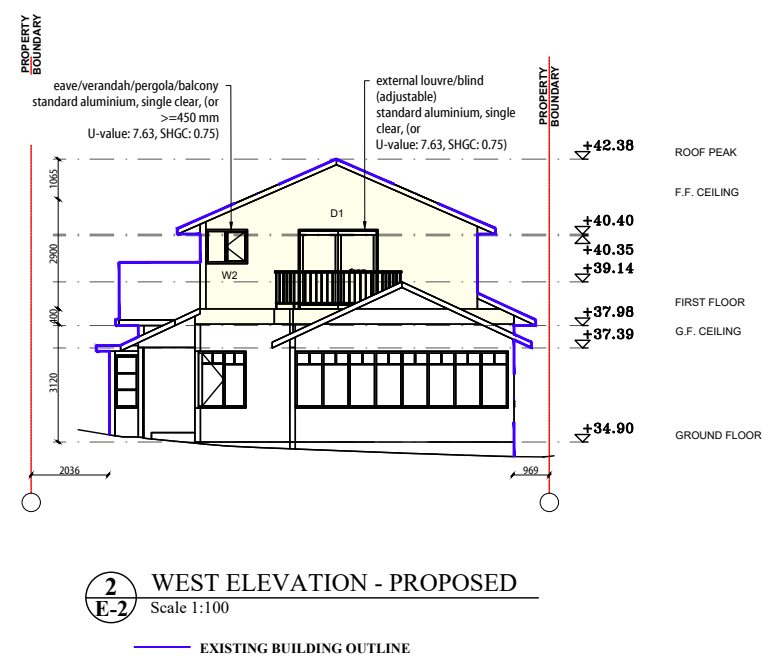 PROPERTY
BOUNDARY
PROPERTY
BOUNDARY
eave/verandah/pergola/balcony
standard aluminium, single clear, (or
>=450 mm
U-value: 7.63, SHGC: 0.75)
external louvre/blind
(adjustable)
standard aluminium, single
clear, (or
U-value: 7.63, SHGC: 0.75)
+42.38
ROOF PEAK
1065
F.F. CEILING
D1
+40.40
+40.35
2900
W2
+39.14
FIRST FLOOR
400
+37.98
G.F. CEILING
+37.39
3120
+34.90
GROUND FLOOR
2036
969
2
E-2
WEST ELEVATION - PROPOSED
Scale 1:100
EXISTING BUILDING OUTLINE